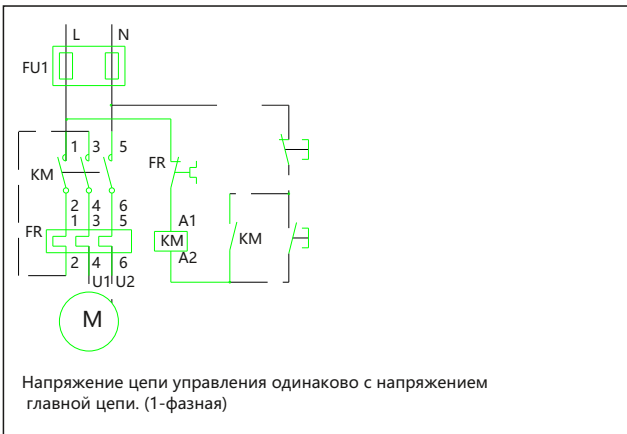 L N
FU1
1 3 5
FR
KM
2 4 6
1 3 5
A1
FR
KM
KM
2 4 6
A2
U1 U2
M
Напряжение цепи управления одинаково с напряжением
главной цепи. (1-фазная)